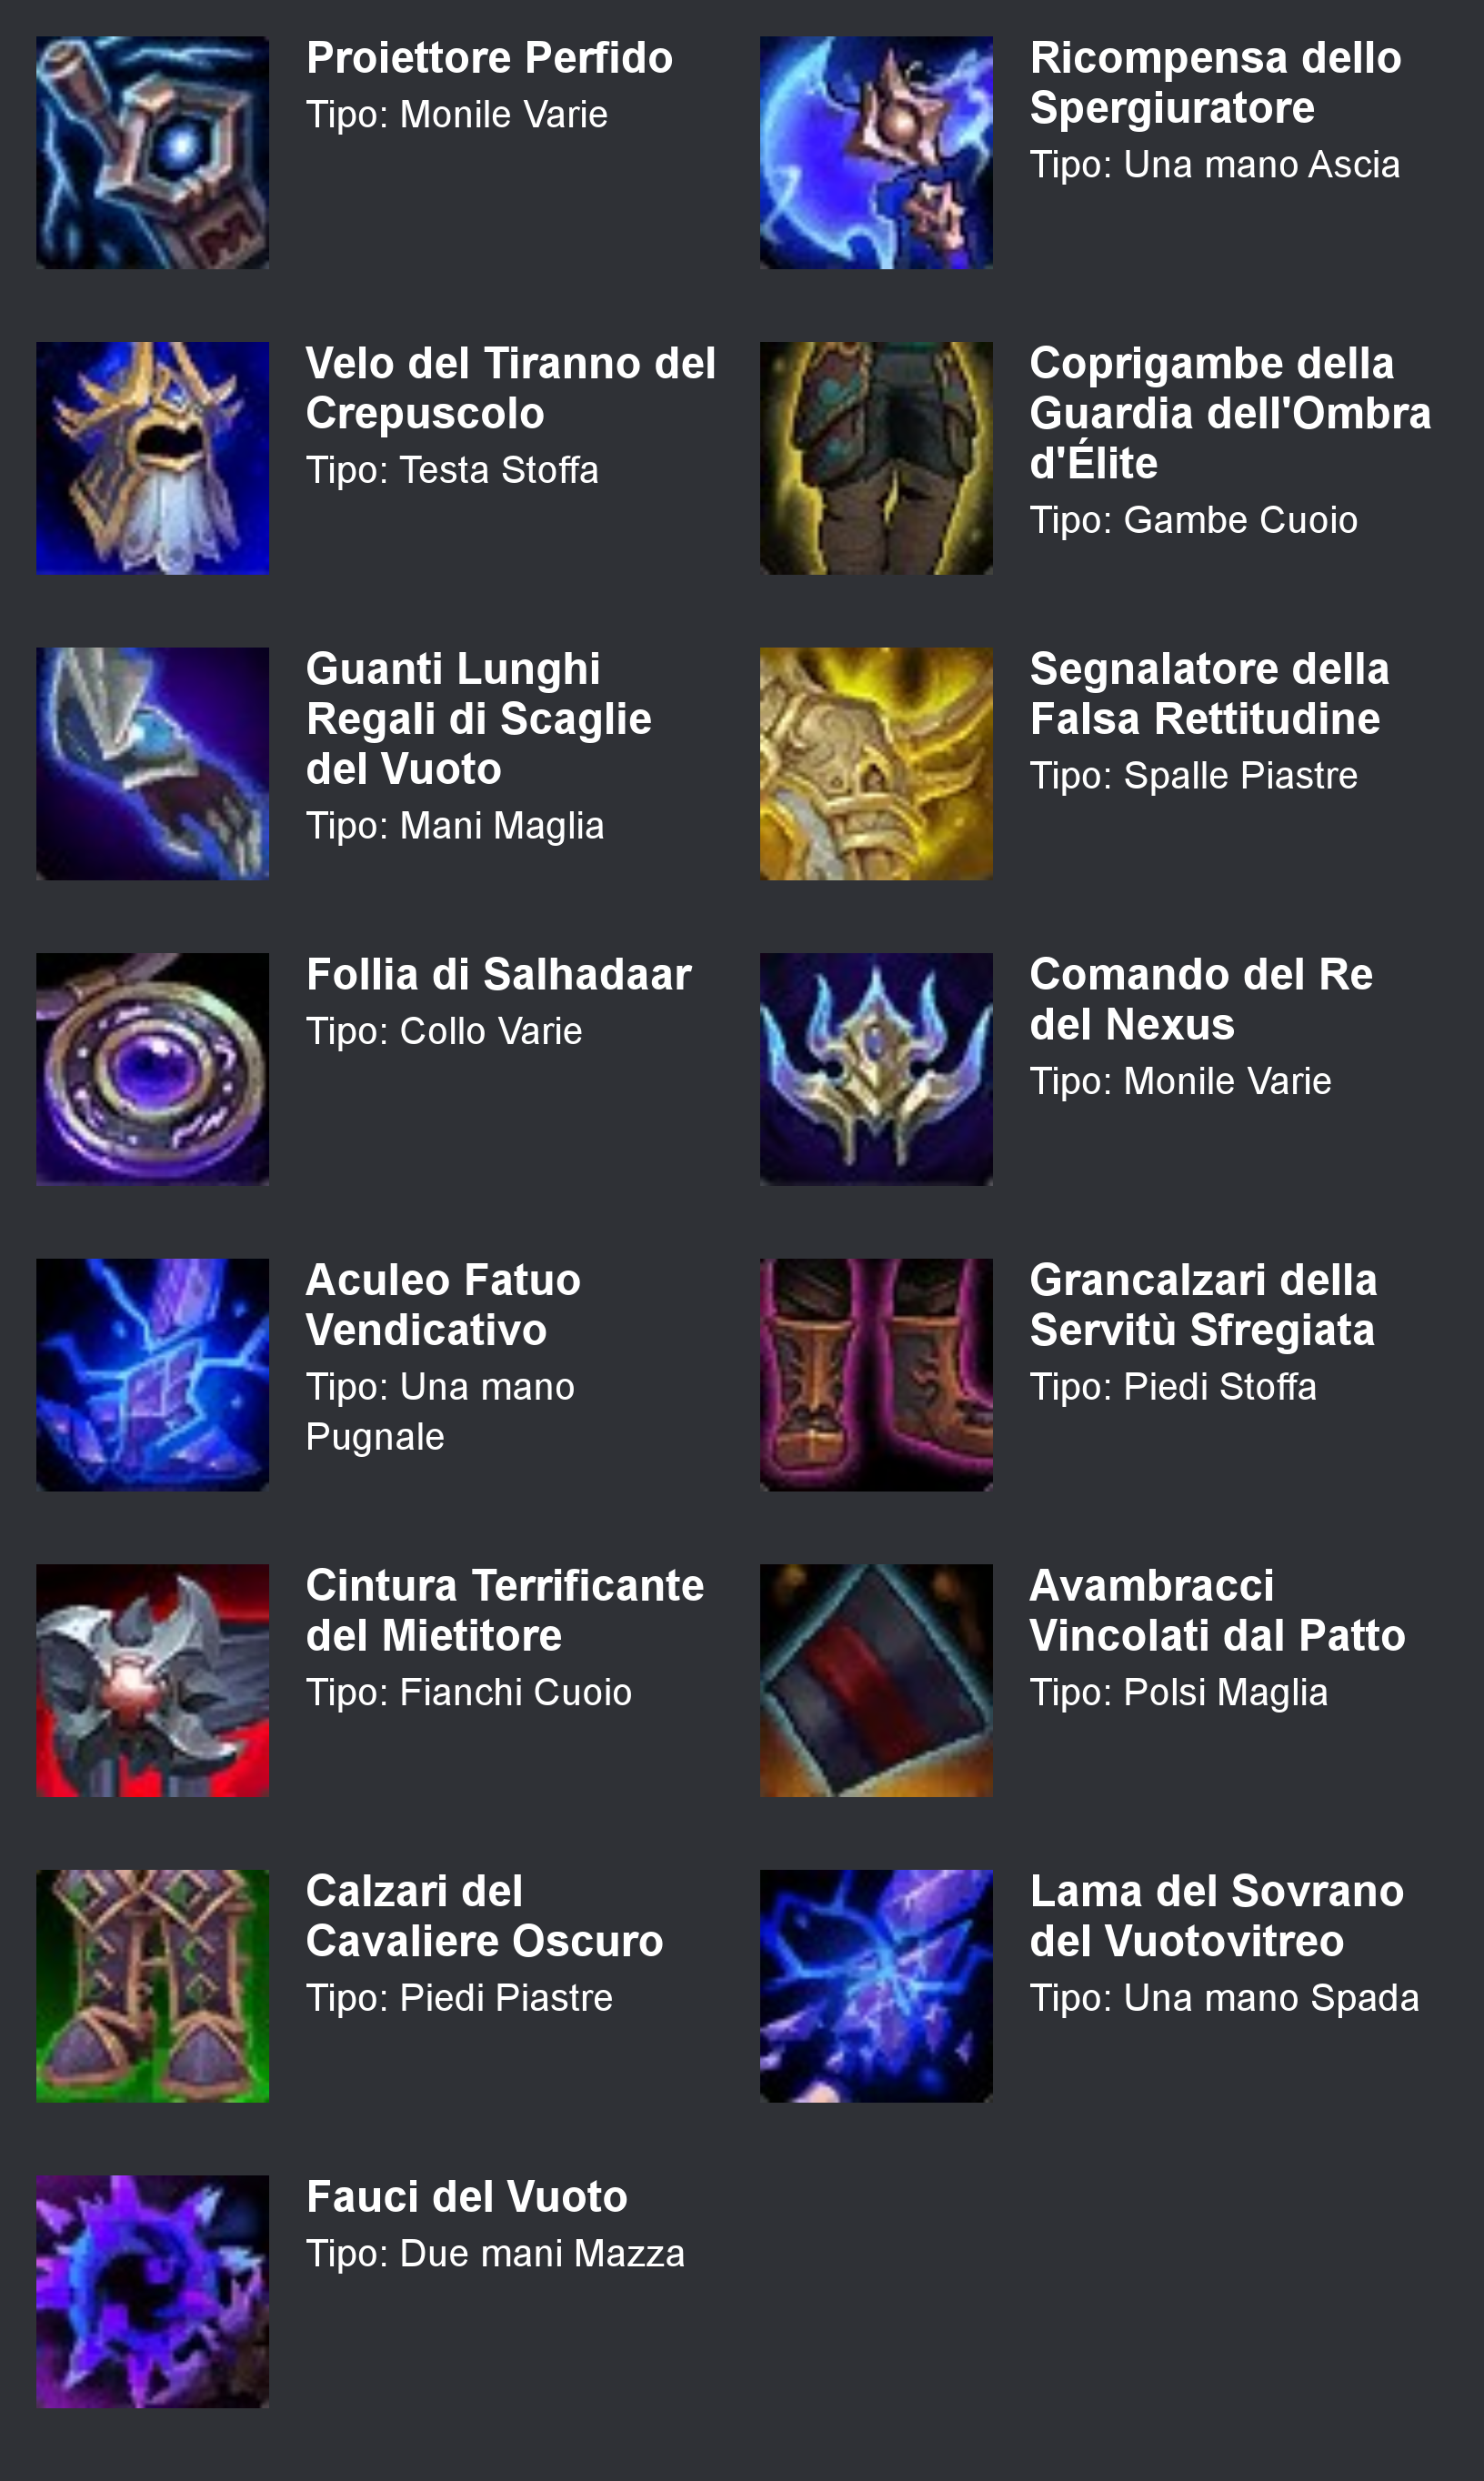 Proiettore Perfido
Tipo: Monile Varie
Ricompensa dello
Spergiuratore
Tipo: Una mano Ascia
Velo del Tiranno del
Crepuscolo
Tipo: Testa Stoffa
Coprigambe della
Guardia dell'Ombra
d'Élite
Tipo: Gambe Cuoio
Guanti Lunghi
Regali di Scaglie
del Vuoto
Tipo: Mani Maglia
Segnalatore della
Falsa Rettitudine
Tipo: Spalle Piastre
Follia di Salhadaar
Tipo: Collo Varie
Comando del Re
del Nexus
Tipo: Monile Varie
Aculeo Fatuo
Vendicativo
Tipo: Una mano
Pugnale
Grancalzari della
Servitù Sfregiata
Tipo: Piedi Stoffa
Cintura Terrificante
del Mietitore
Tipo: Fianchi Cuoio
Avambracci
Vincolati dal Patto
Tipo: Polsi Maglia
Calzari del
Cavaliere Oscuro
Tipo: Piedi Piastre
Lama del Sovrano
del Vuotovitreo
Tipo: Una mano Spada
Fauci del Vuoto
Tipo: Due mani Mazza